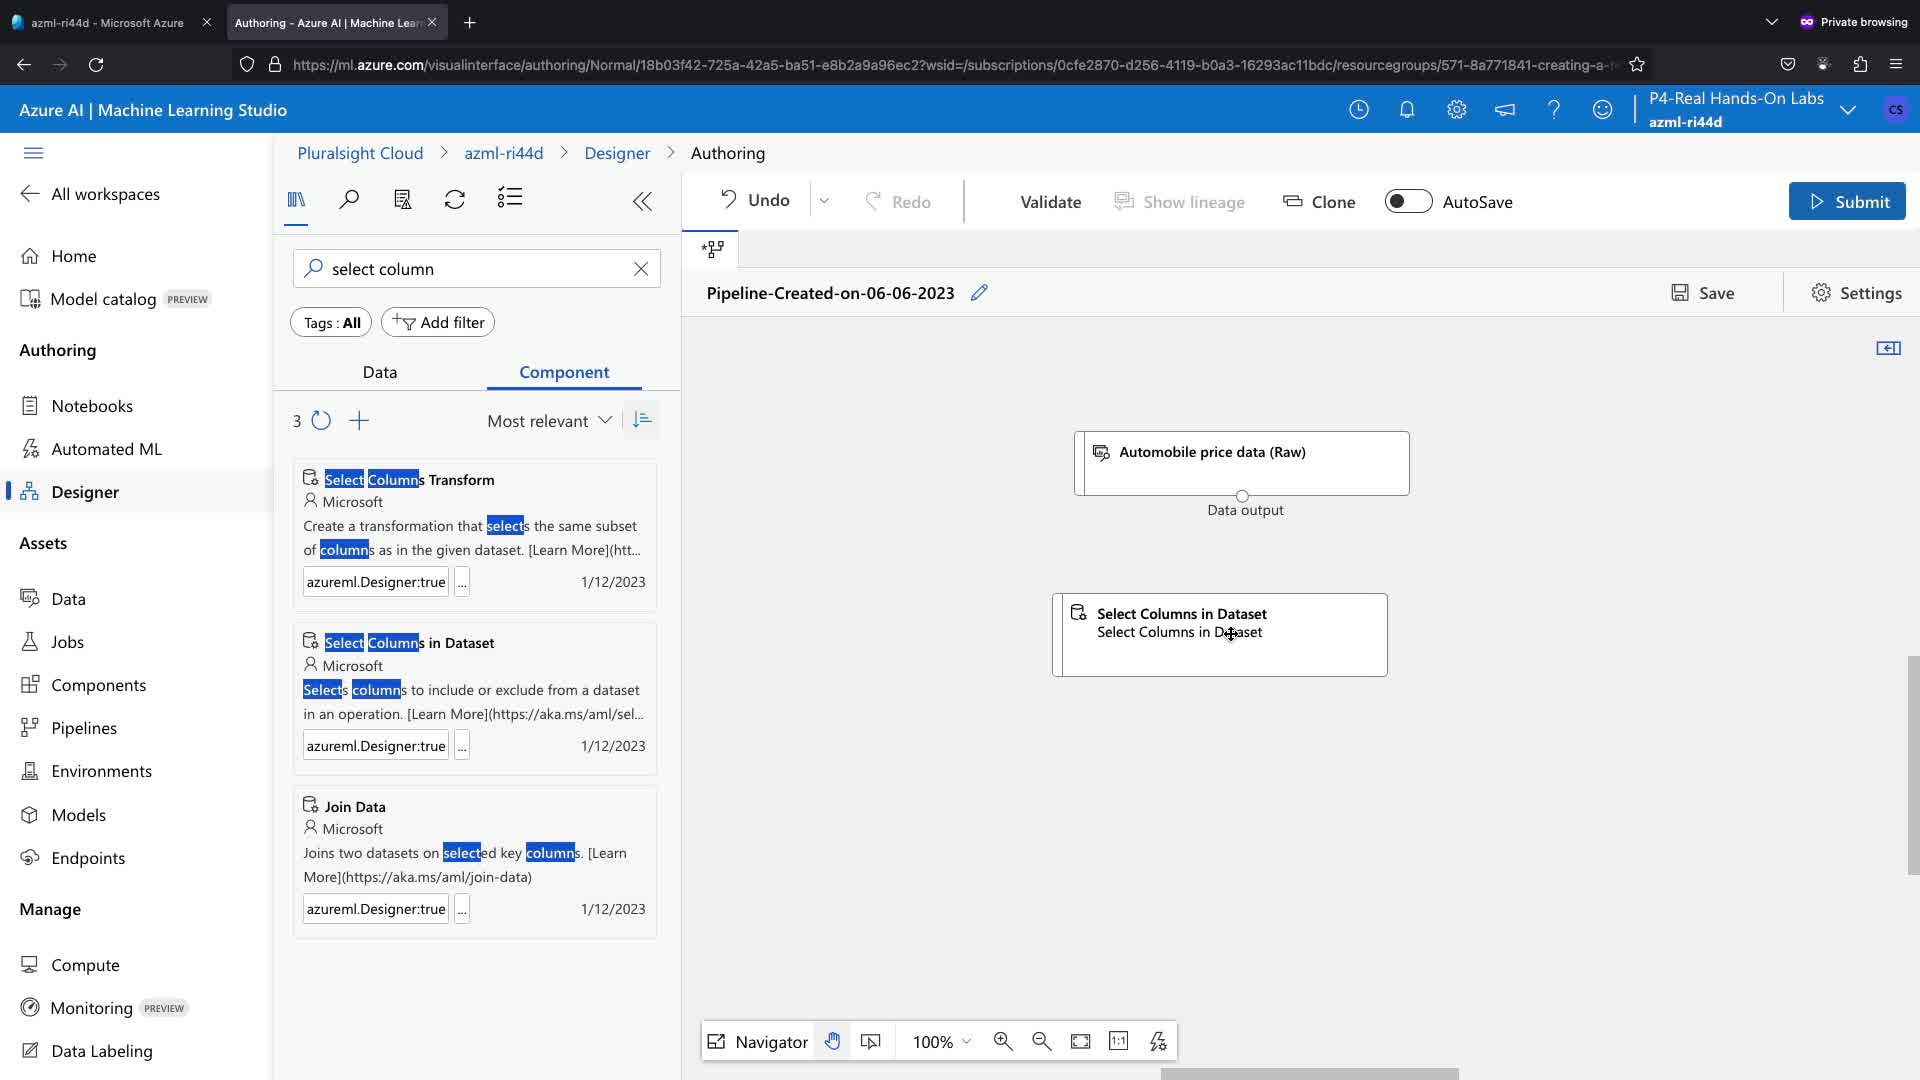 azml-ri44d - Microsoft Azure
Authoring - Azure AI | Machine Lear
Private browsing
https://ml.azure.com/visualinterface/authoring/Normal/18b03f42-725a-42a5-ba51-e8b2a9a96ec2?wsid=/subscriptions/0cfe2870-d256-4119-b0a3-16293ac11bdc/resourcegroups/571-8a771841-creating-a-
Azure AI | Machine Learning Studio
P4-Real Hands-On Labs
azml-ri44d
CS
Pluralsight Cloud > azml-ri44d > Designer > Authoring
All workspaces
Home
Model catalog PREVIEW
Authoring
Notebooks
Automated ML
Designer
Assets
Data
Jobs
Components
Pipelines
Environments
Models
Endpoints
Manage
Compute
Monitoring PREVIEW
Data Labeling
select column
Tags : All
Add filter
Data
Component
3
Most relevant
Select Columns Transform
Microsoft
Create a transformation that selects the same subset
of columns as in the given dataset. [Learn More](htt...
azureml.Designer:true ... 1/12/2023
Select Columns in Dataset
Microsoft
Selects columns to include or exclude from a dataset
in an operation. [Learn More](https://aka.ms/aml/sel...
azureml.Designer:true ... 1/12/2023
Join Data
Microsoft
Joins two datasets on selected key columns. [Learn
More](https://aka.ms/aml/join-data)
azureml.Designer:true ... 1/12/2023
Undo
Redo
Validate
Show lineage
Clone
AutoSave
Submit
Pipeline-Created-on-06-06-2023
Save
Settings
Automobile price data (Raw)
Data output
Select Columns in Dataset
Select Columns in Dataset
Navigator
100%
1:1